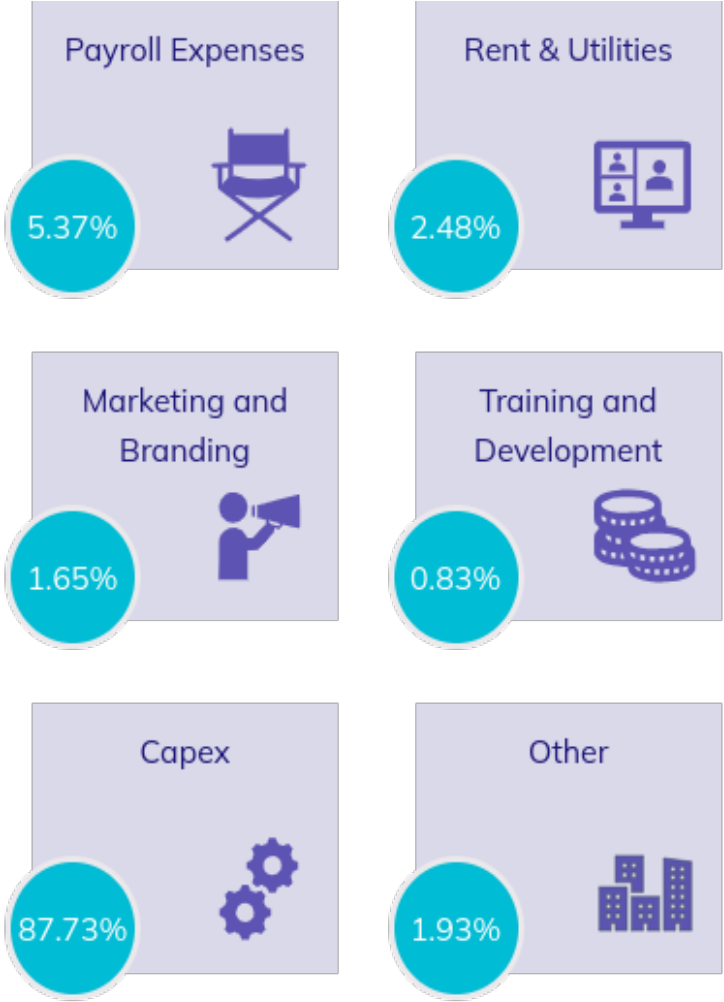 Payroll Expenses
5.37%
Rent & Utilities
2.48%
Marketing and
Branding
1.65%
Training and
Development
0.83%
Capex
87.73%
Other
1.93%